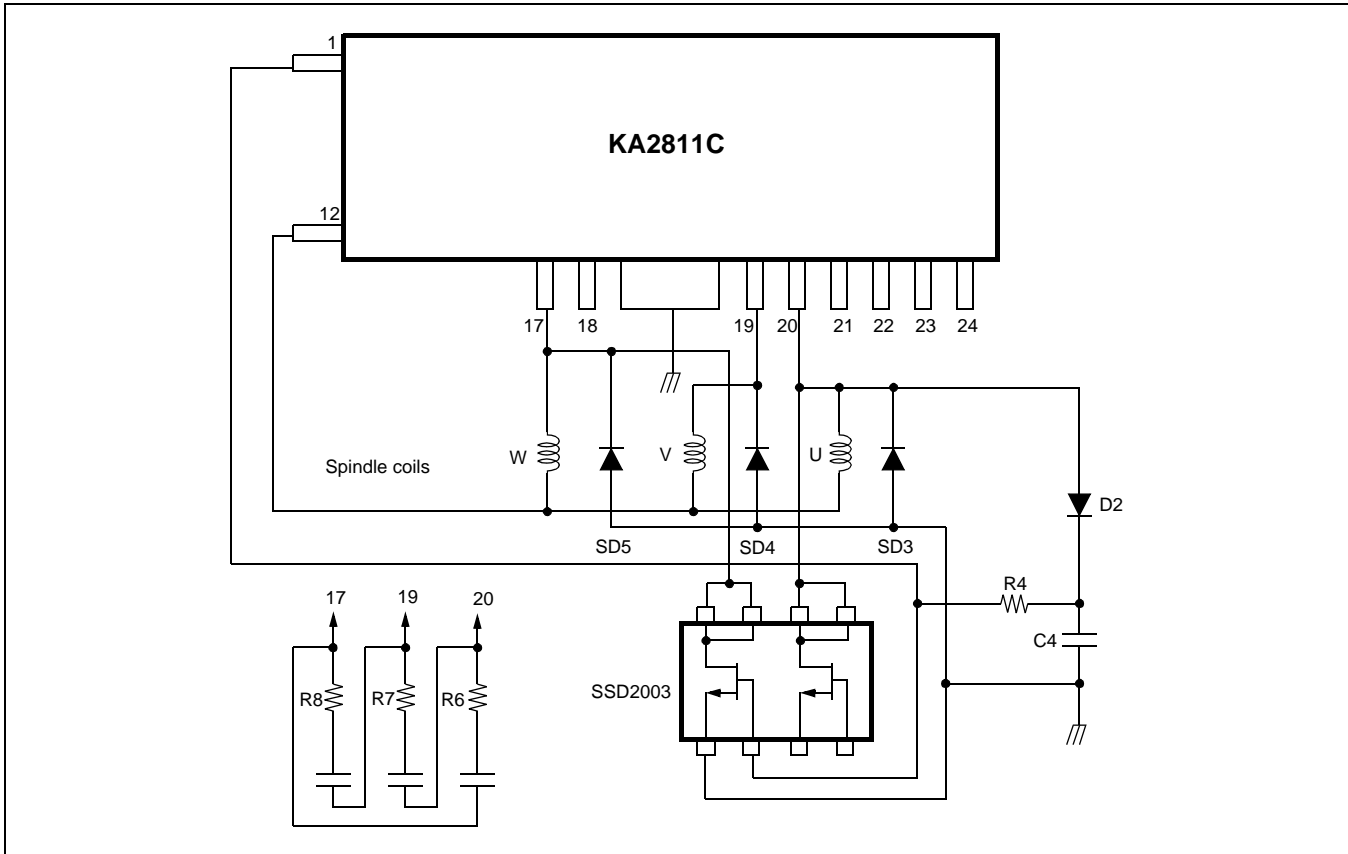 1
KA2811C
12
17
18
19
20
21
22
23
24
W
V
U
Spindle coils
D2
SD5
SD4
SD3
R4
17
19
20
C4
R8
R7
R6
SSD2003